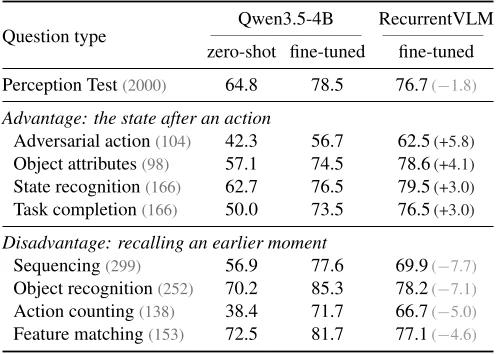 Question type Qwen3.5-4B RecurrentVLM
zero-shot fine-tuned fine-tuned
Perception Test (2000) 64.8 78.5 76.7 (−1.8)
Advantage: the state after an action
Adversarial action (104) 42.3 56.7 62.5 (+5.8)
Object attributes (98) 57.1 74.5 78.6 (+4.1)
State recognition (166) 62.7 76.5 79.5 (+3.0)
Task completion (166) 50.0 73.5 76.5 (+3.0)
Disadvantage: recalling an earlier moment
Sequencing (299) 56.9 77.6 69.9 (−7.7)
Object recognition (252) 70.2 85.3 78.2 (−7.1)
Action counting (138) 38.4 71.7 66.7 (−5.0)
Feature matching (153) 72.5 81.7 77.1 (−4.6)